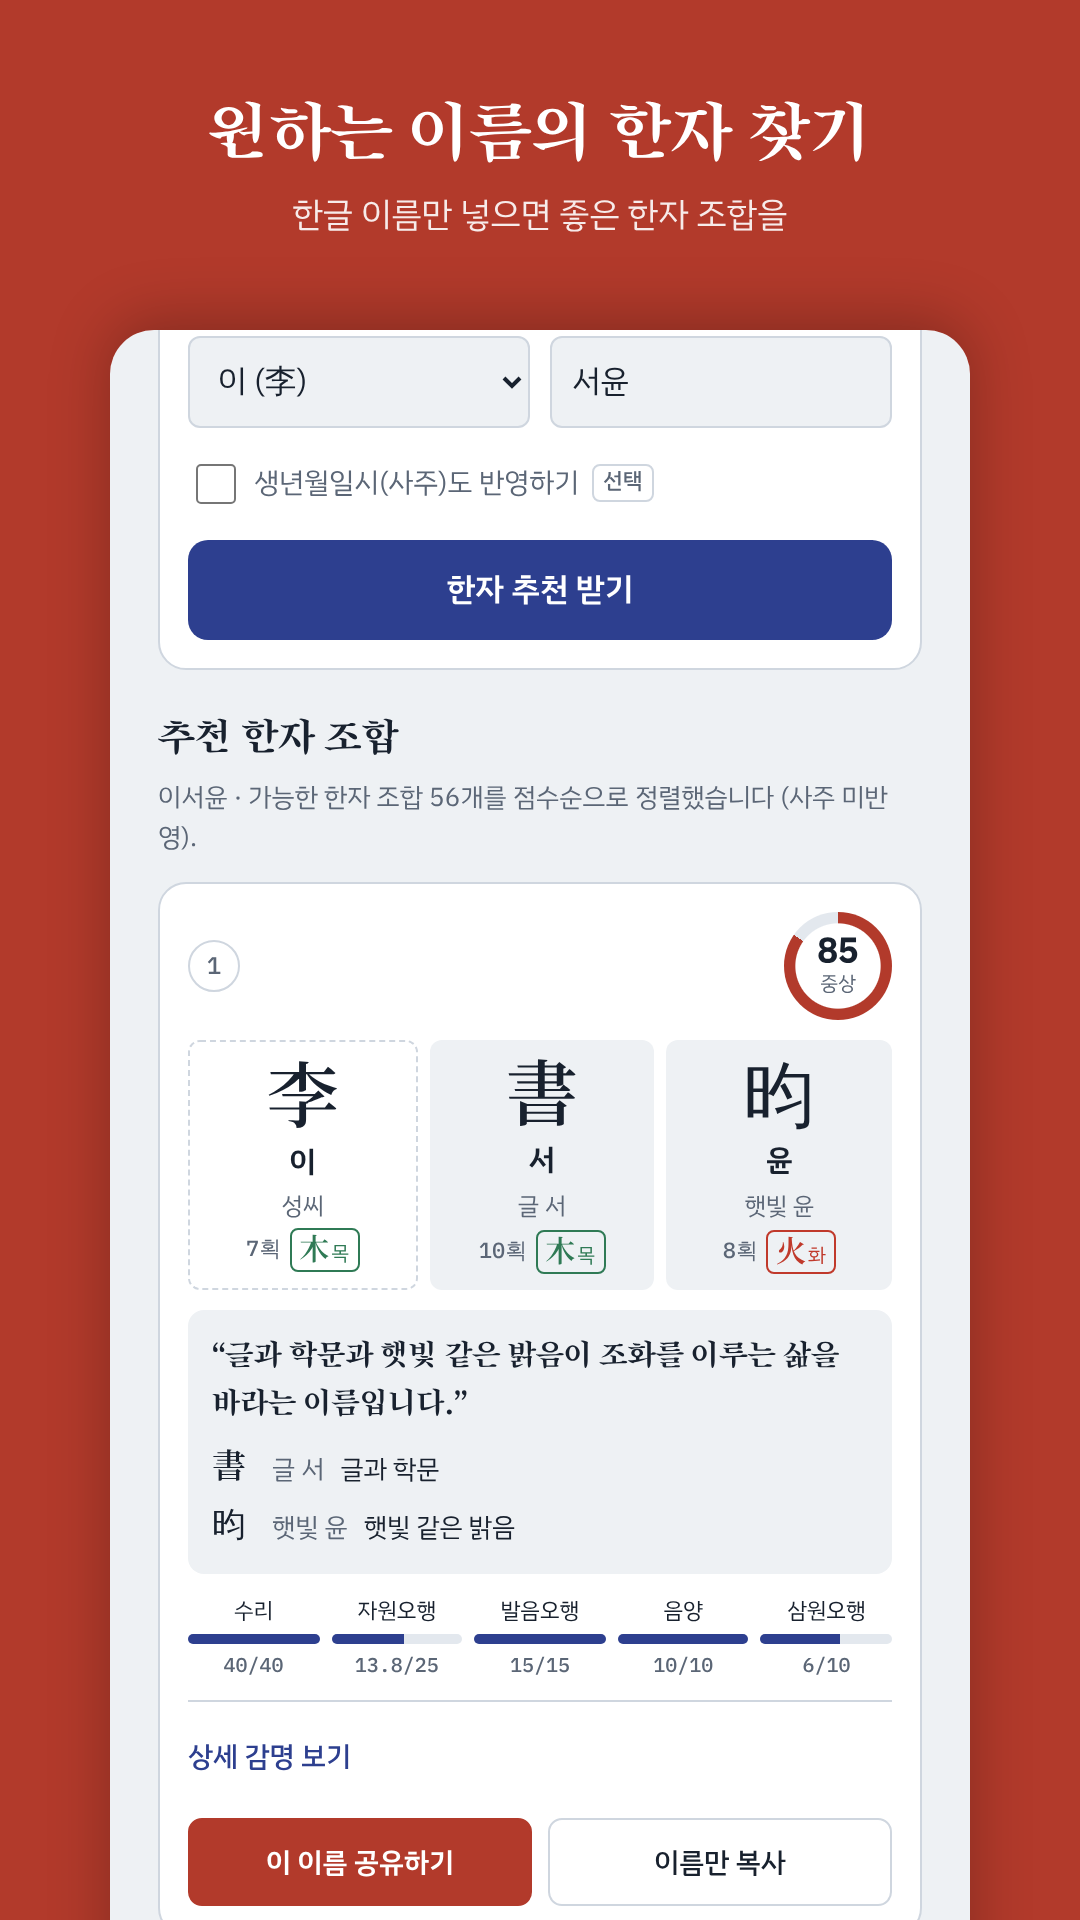 원하는 이름의 한자 찾기
한글 이름만 넣으면 좋은 한자 조합을
이 (李)
서윤
생년월일시(사주)도 반영하기 선택
한자 추천 받기
추천 한자 조합
이서윤 · 가능한 한자 조합 56개를 점수순으로 정렬했습니다 (사주 미반
영).
1
85
중상
李 書 昀
이 서 윤
성씨 글 서 햇빛 윤
7획 木목 10획 木목 8획 火화
“글과 학문과 햇빛 같은 밝음이 조화를 이루는 삶을
바라는 이름입니다.”
書 글 서 글과 학문
昀 햇빛 윤 햇빛 같은 밝음
수리 자원오행 발음오행 음양 삼원오행
40/40 13.8/25 15/15 10/10 6/10
상세 감명 보기
이 이름 공유하기 이름만 복사